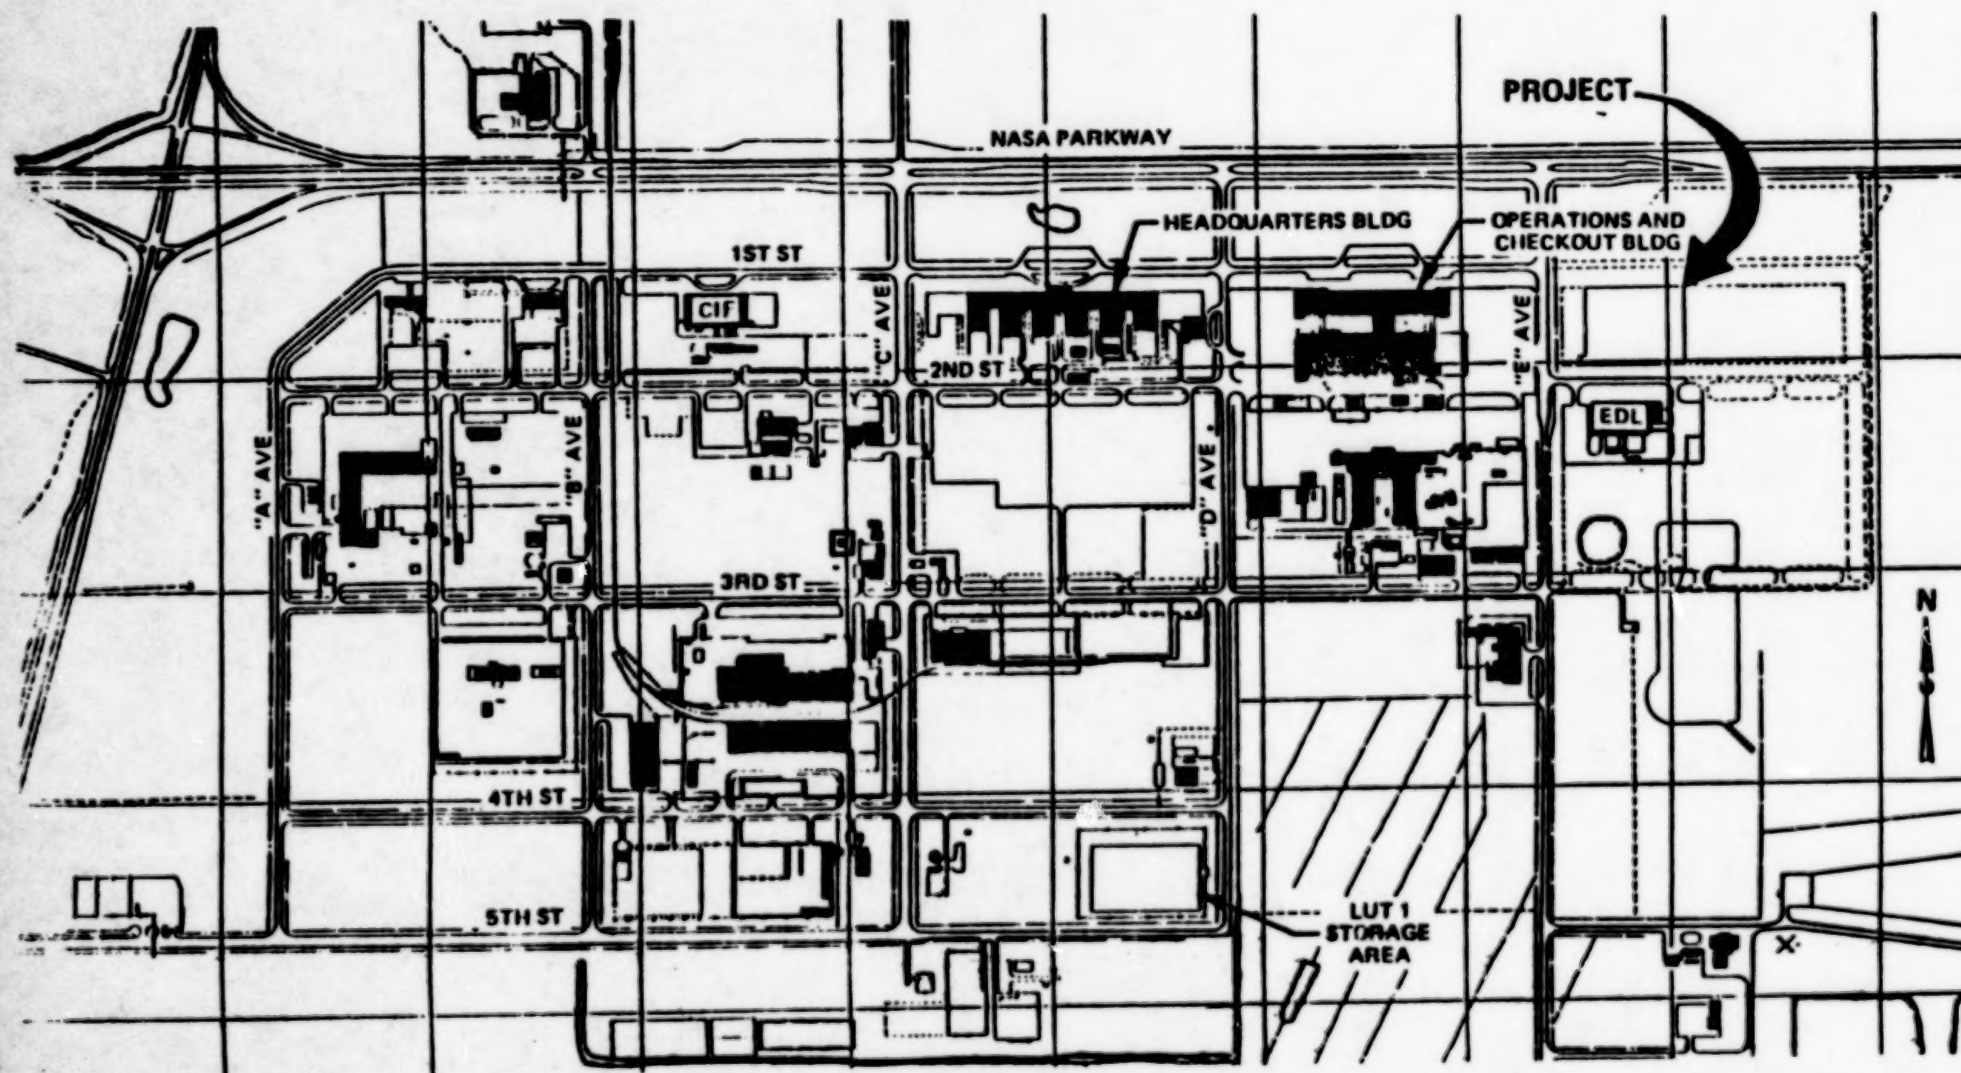 PROJECT
NASA PARKWAY
HEADQUARTERS BLDG
OPERATIONS AND
CHECKOUT BLDG
1ST ST
CIF
"C" AVE
"E" AVE
2ND ST
EDL
"A" AVE
"B" AVE
"D" AVE
3RD ST
N
4TH ST
5TH ST
LUT 1
STORAGE
AREA
X